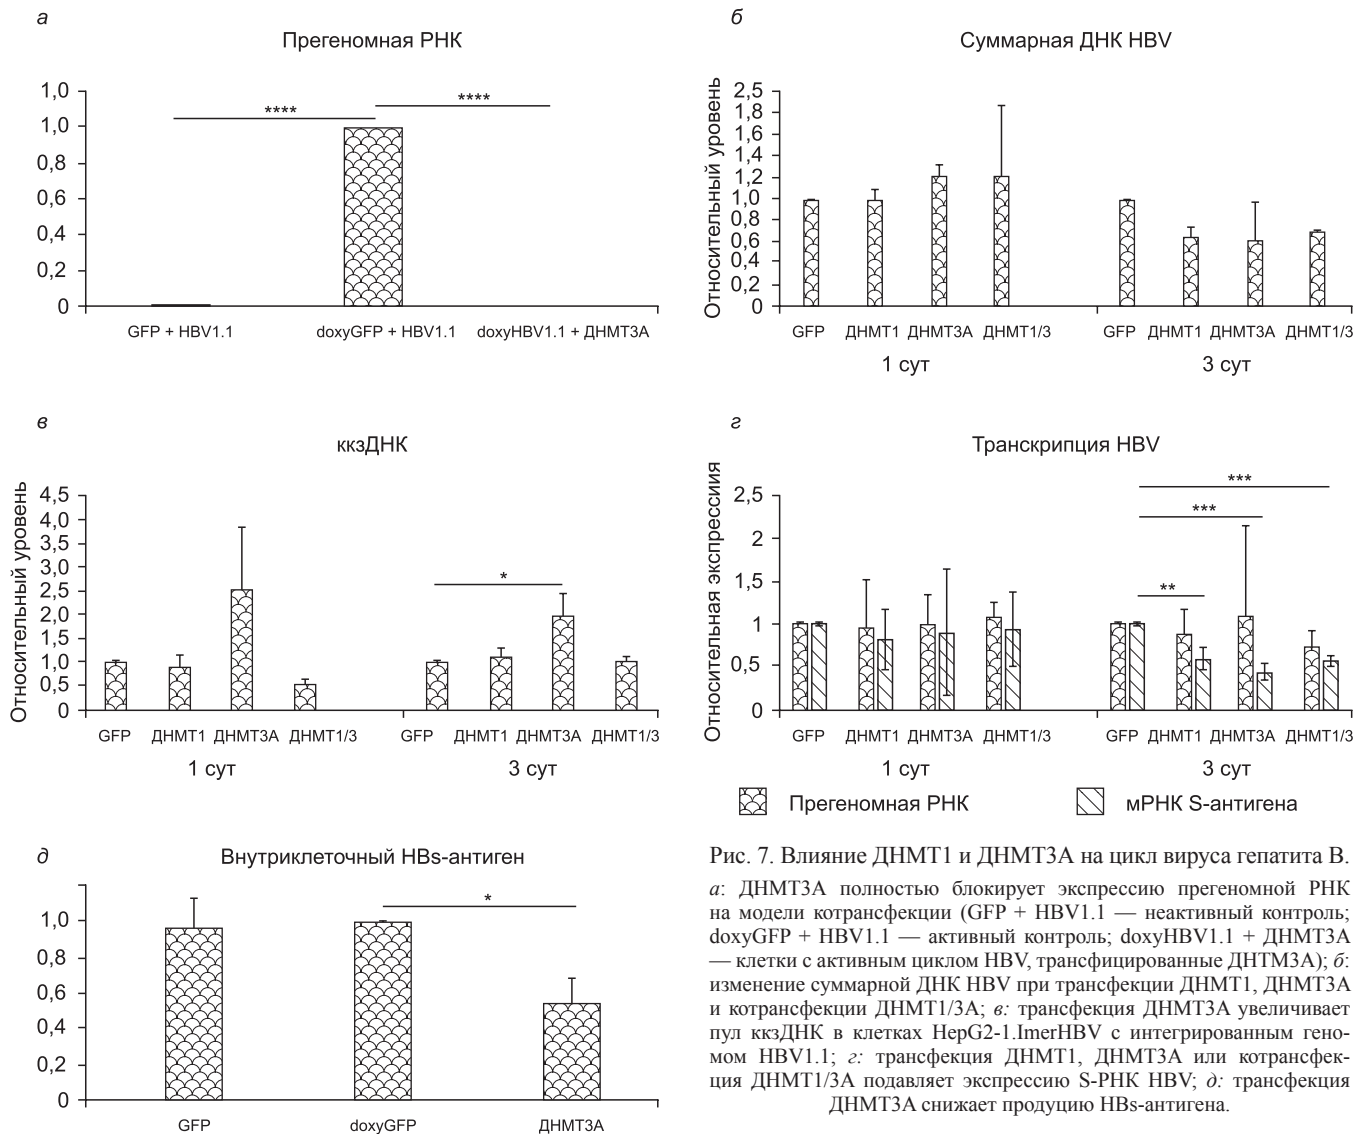 а
Прегеномная РНК
1,0
1,0
0,8
0,6
0,4
0,2
0
****
****
GFP + HBV1.1
doxyGFP + HBV1.1
doxyHBV1.1 + ДНМТ3А
б
Суммарная ДНК HBV
Относительный уровень
2,5
1,8
1,6
1,4
1,2
1,0
0,8
0,6
0,4
0,2
0
GFP ДНМТ1 ДНМТ3А ДНМТ1/3 GFP ДНМТ1 ДНМТ3А ДНМТ1/3
1 сут 3 сут
в
ккзДНК
Относительный уровень
4,5
4,0
3,5
3,0
2,5
2,0
1,5
1,0
0,5
0
*
GFP ДНМТ1 ДНМТ3А ДНМТ1/3 GFP ДНМТ1 ДНМТ3А ДНМТ1/3
1 сут 3 сут
г
Транскрипция HBV
Относительная экспрессиия
2,5
2
1,5
1
0,5
0
***
***
**
GFP ДНМТ1 ДНМТ3А ДНМТ1/3 GFP ДНМТ1 ДНМТ3А ДНМТ1/3
1 сут 3 сут
Прегеномная РНК мРНК S-антигена
д
Внутриклеточный HBs-антиген
1,0
0,8
0,6
0,4
0,2
0
*
GFP doxyGFP ДНМТ3А
Рис. 7. Влияние ДНМТ1 и ДНМТ3А на цикл вируса гепатита В.
а: ДНМТ3А полностью блокирует экспрессию прегеномной РНК
на модели котрансфекции (GFP + HBV1.1 — неактивный контроль;
doxyGFP + HBV1.1 — активный контроль; doxyHBV1.1 + ДНМТ3А
— клетки с активным циклом HBV, трансфицированные ДНТМ3А); б:
изменение суммарной ДНК HBV при трансфекции ДНМТ1, ДНМТ3А
и котрансфекции ДНМТ1/3А; в: трансфекция ДНМТ3А увеличивает
пул ккзДНК в клетках HepG2-1.ImerHBV с интегрированным гено-
мом HBV1.1; г: трансфекция ДНМТ1, ДНМТ3А или котрансфек-
ция ДНМТ1/3А подавляет экспрессию S-РНК HBV; д: трансфекция
ДНМТ3А снижает продуцию HBs-антигена.